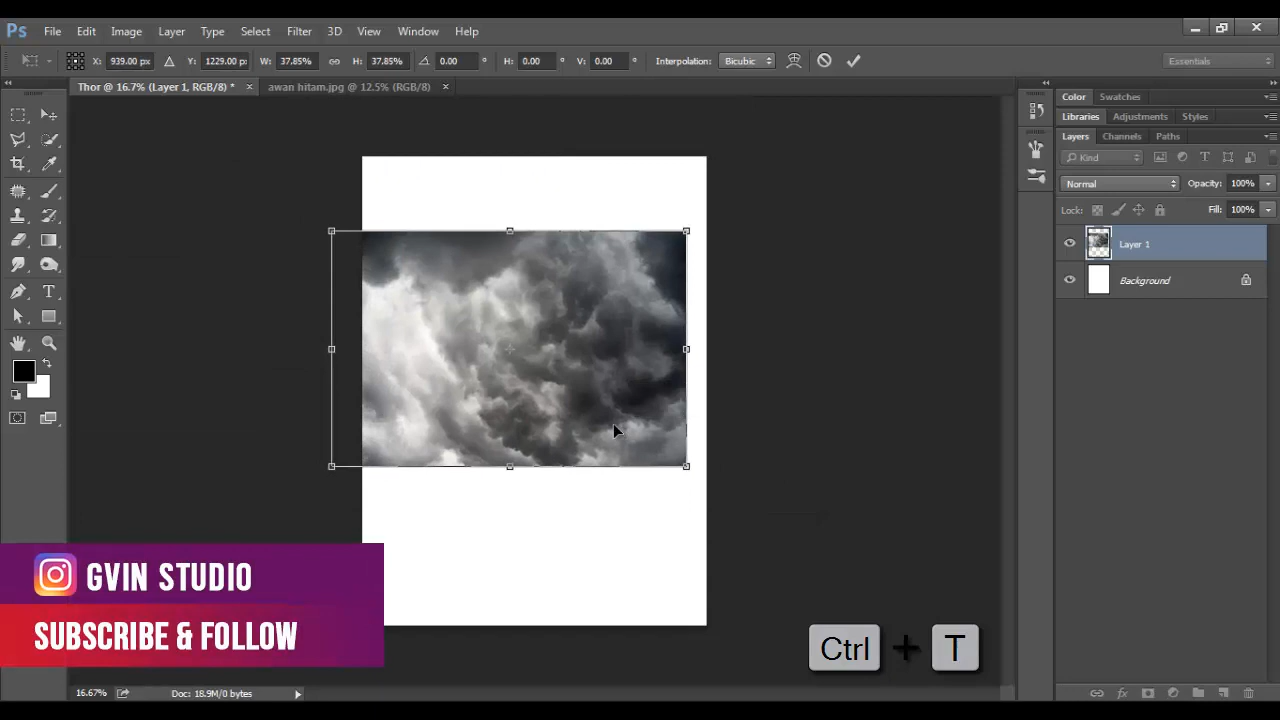 Ps File Edit Image Layer Type Select Filter 3D View Window Help
X: 939.00 px Y: 1229.00 px W: 37.85% H: 37.85% 0.00 ° H: 0.00 ° V: 0.00 ° Interpolation: Bicubic Essentials
Thor @ 16.7% (Layer 1, RGB/8) * × awan hitam.jpg @ 12.5% (RGB/8) ×
Color Swatches
Libraries Adjustments Styles
Layers Channels Paths
Kind
Normal Opacity: 100%
Lock: Fill: 100%
Layer 1
Background
GVIN STUDIO
SUBSCRIBE & FOLLOW
Ctrl + T
16.67% Doc: 18.9M/0 bytes